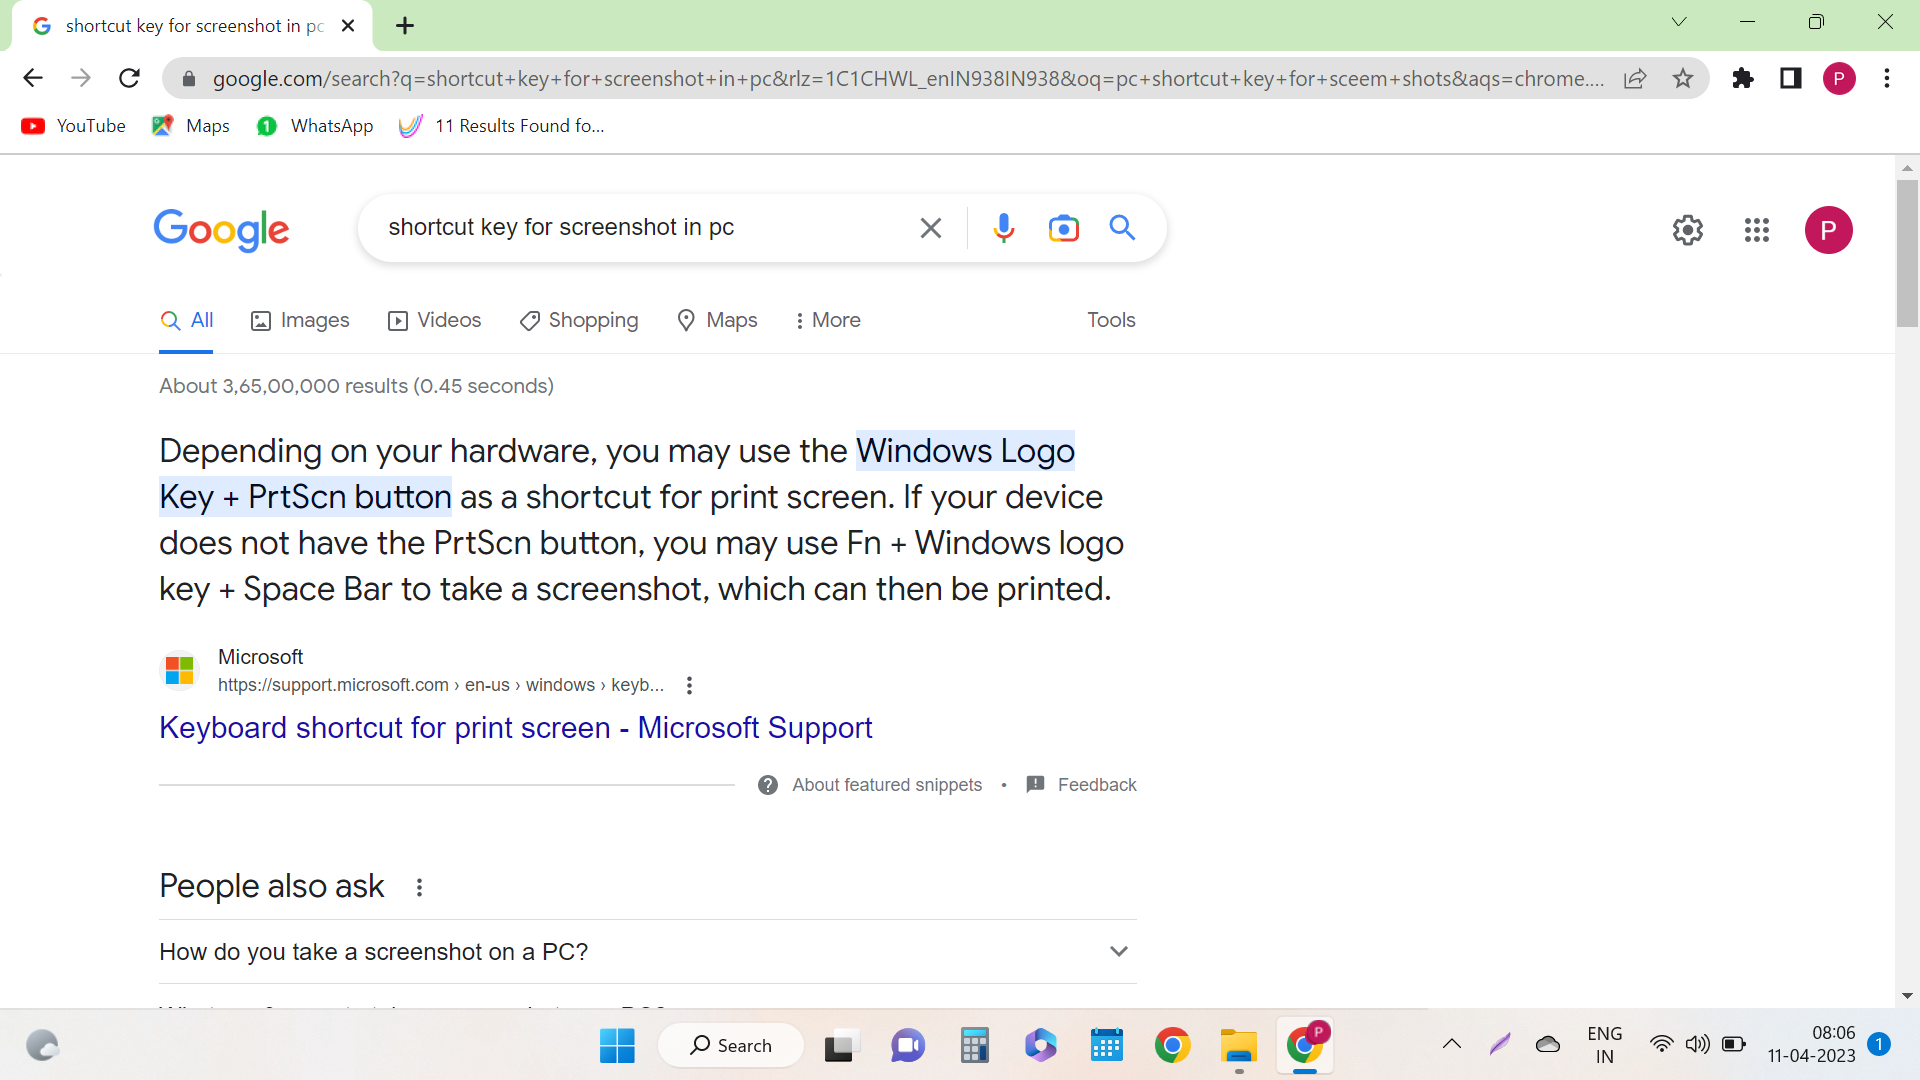 shortcut key for screenshot in pc
google.com/search?q=shortcut+key+for+screenshot+in+pc&rlz=1C1CHWL_enIN938IN938&oq=pc+shortcut+key+for+sceem+shots&aqs=chrome....
P
YouTube
Maps
WhatsApp
11 Results Found fo...
Google
shortcut key for screenshot in pc
P
All
Images
Videos
Shopping
Maps
More
Tools
About 3,65,00,000 results (0.45 seconds)
Depending on your hardware, you may use the Windows Logo
Key + PrtScn button as a shortcut for print screen. If your device
does not have the PrtScn button, you may use Fn + Windows logo
key + Space Bar to take a screenshot, which can then be printed.
Microsoft
https://support.microsoft.com › en-us › windows › keyb...
Keyboard shortcut for print screen - Microsoft Support
About featured snippets • Feedback
People also ask
How do you take a screenshot on a PC?
Search
P
ENG
IN
08:06
11-04-2023
1